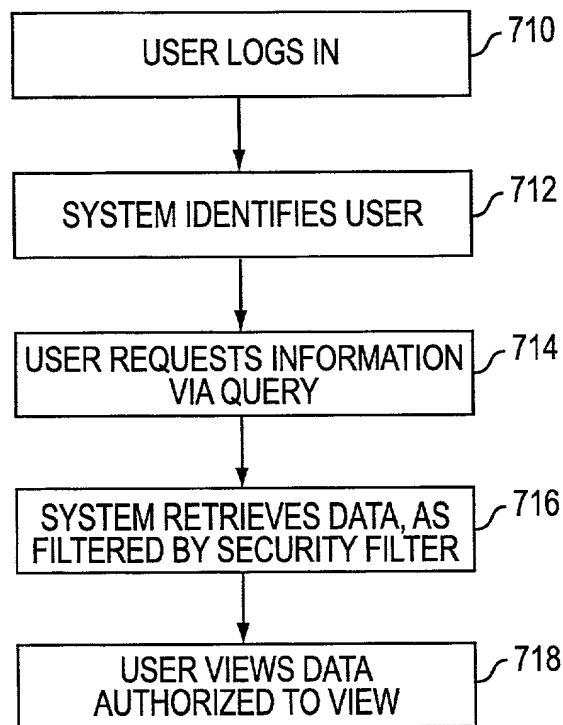 USER LOGS IN
710
SYSTEM IDENTIFIES USER
712
USER REQUESTS INFORMATION
VIA QUERY
714
SYSTEM RETRIEVES DATA, AS
FILTERED BY SECURITY FILTER
716
USER VIEWS DATA
AUTHORIZED TO VIEW
718